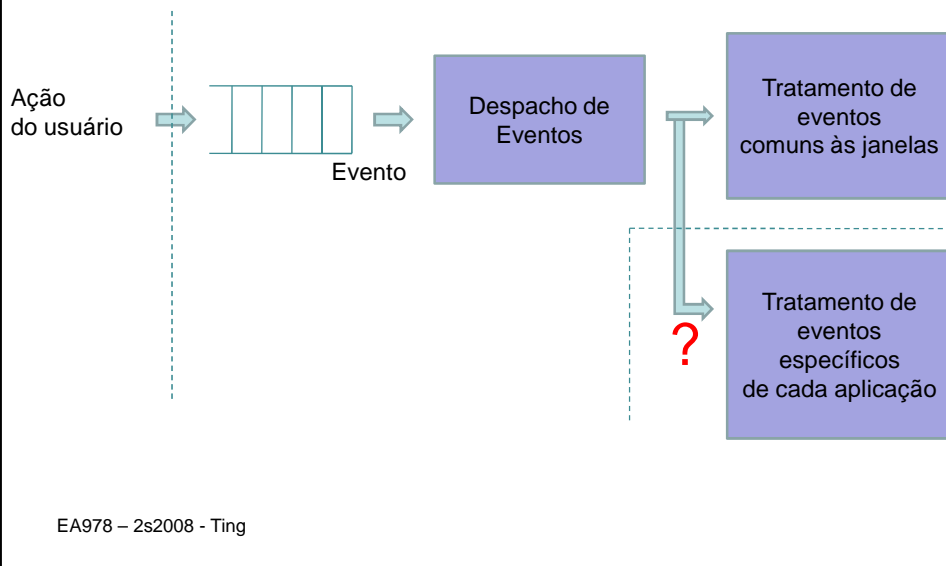 Ação
do usuário
Evento
Despacho de
Eventos
Tratamento de
eventos
comuns às janelas
?
Tratamento de
eventos
específicos
de cada aplicação
EA978 – 2s2008 - Ting